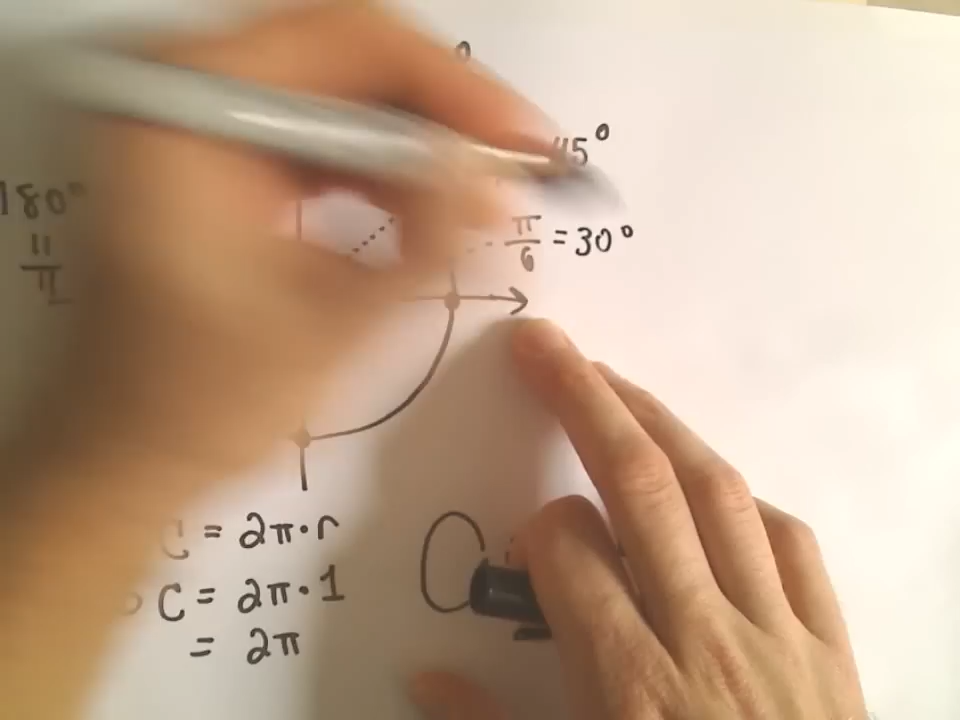 45°
180°
π/6 = 30°
π
C = 2π·r
C = 2π·1
= 2π